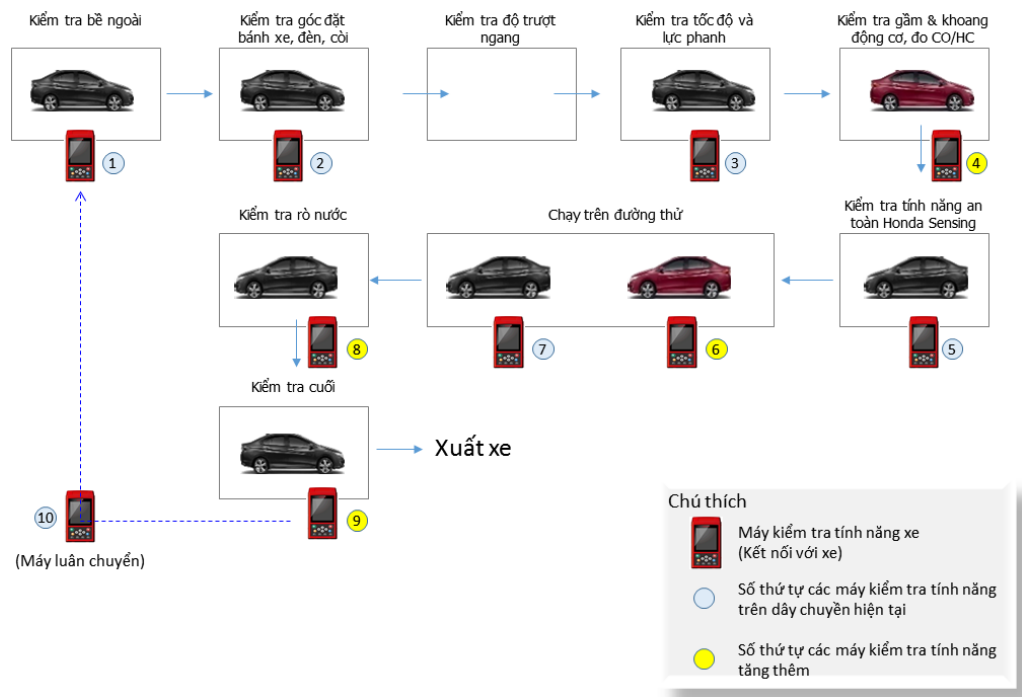 Kiểm tra bề ngoài
Kiểm tra góc đặt
bánh xe, đèn, còi
Kiểm tra độ trượt
ngang
Kiểm tra tốc độ và
lực phanh
Kiểm tra gầm & khoang
động cơ, đo CO/HC
1
2
3
4
Kiểm tra rò nước
Chạy trên đường thử
Kiểm tra tính năng an
toàn Honda Sensing
8
7
6
5
Kiểm tra cuối
Xuất xe
10
9
(Máy luân chuyển)
Chú thích
Máy kiểm tra tính năng xe
(Kết nối với xe)
Số thứ tự các máy kiểm tra tính năng
trên dây chuyền hiện tại
Số thứ tự các máy kiểm tra tính năng
tăng thêm